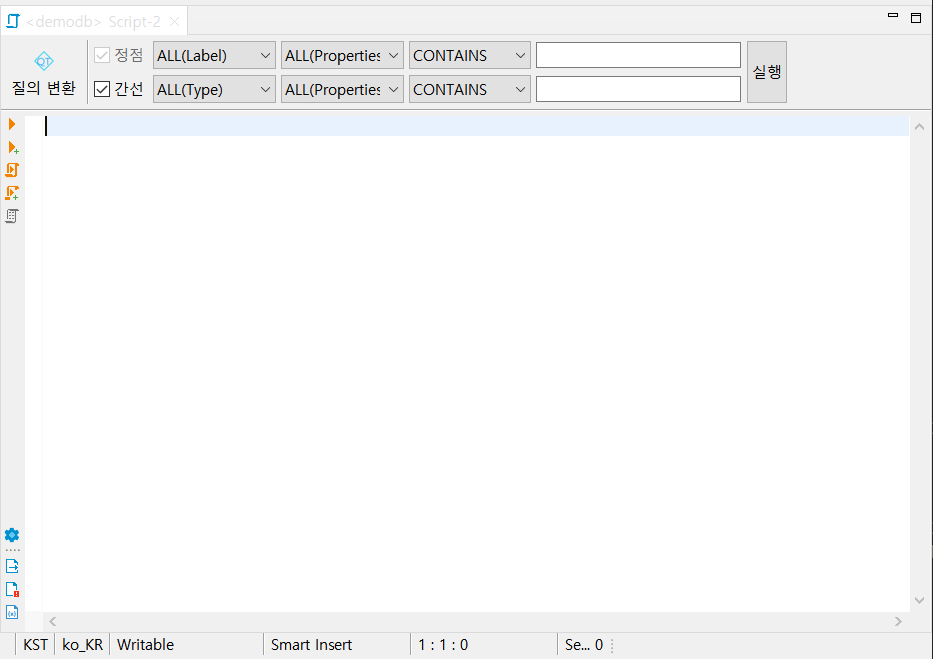 <demodb> Script-2
QT
질의 변환
정점 ALL(Label) ALL(Properties CONTAINS
간선 ALL(Type) ALL(Properties CONTAINS
실행
KST ko_KR Writable Smart Insert 1 : 1 : 0 Se... 0